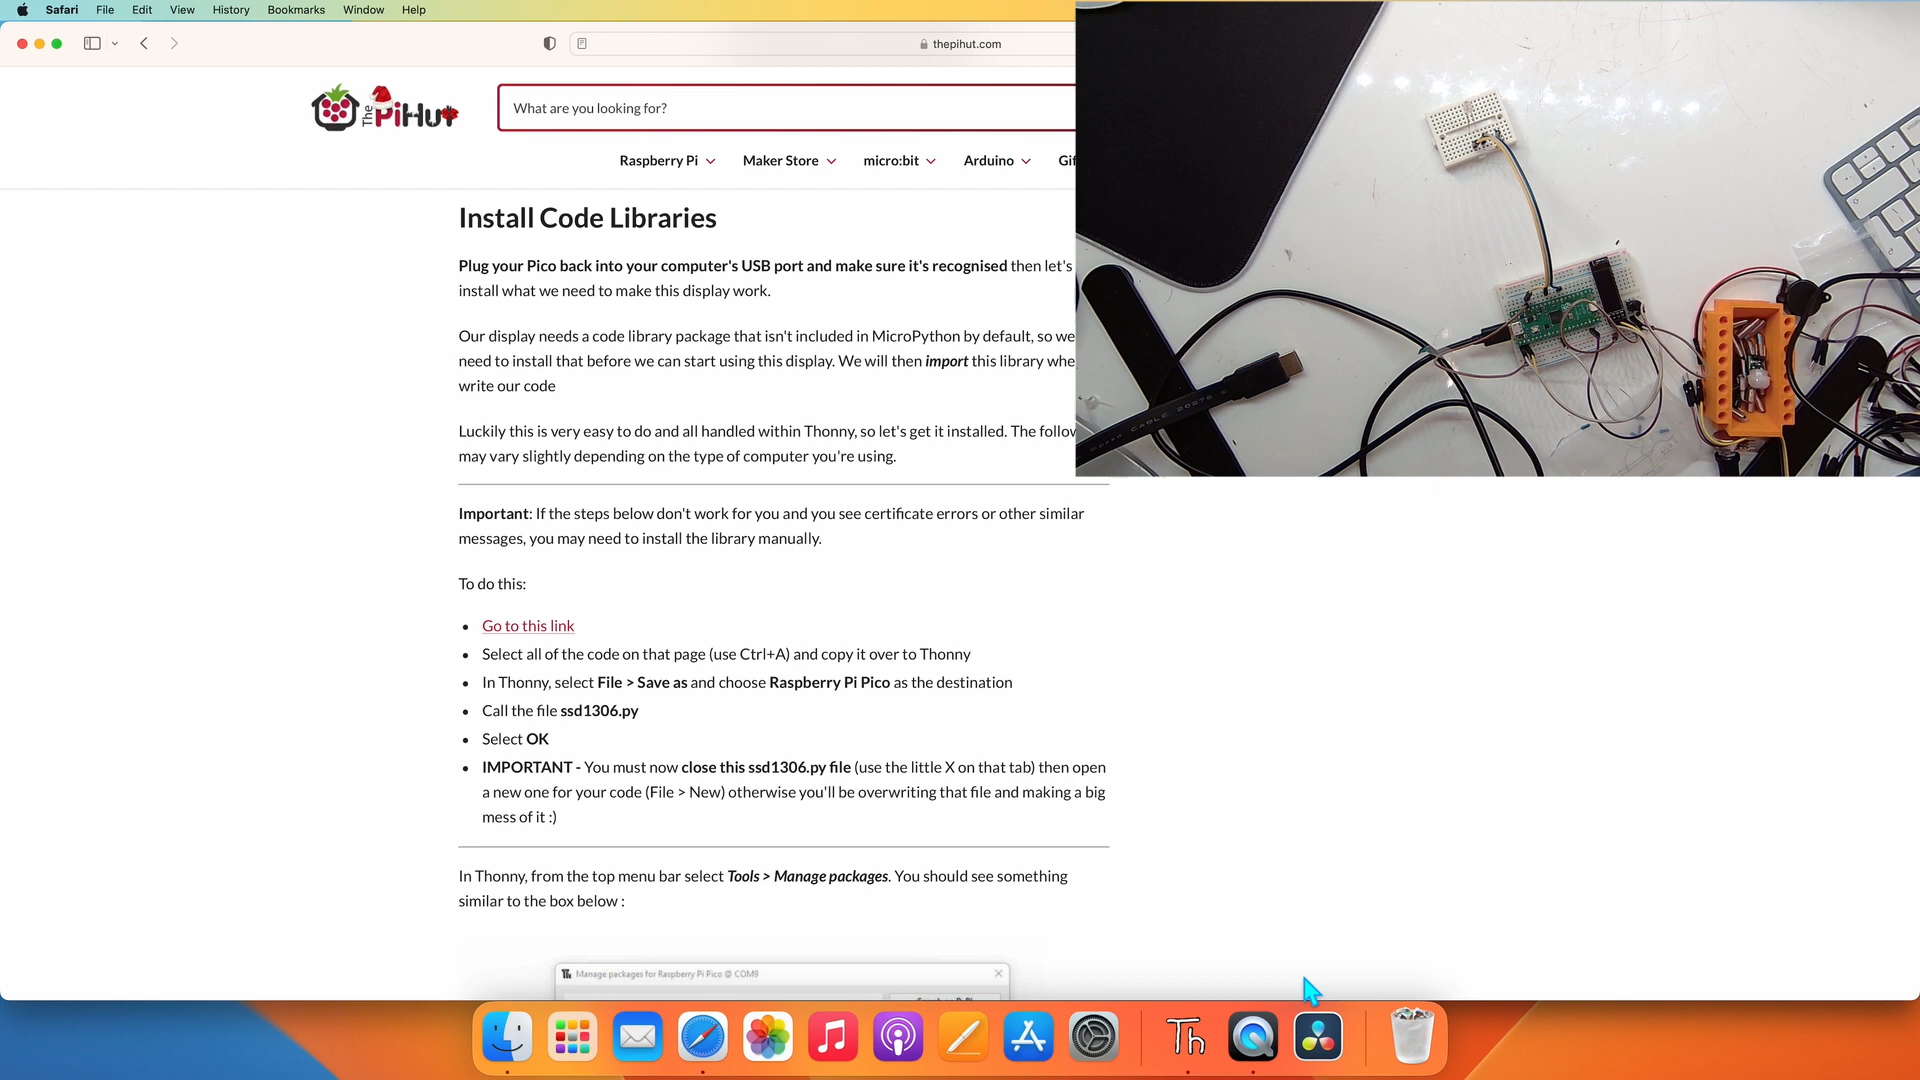 Safari File Edit View History Bookmarks Window Help
thepihut.com
The PiHut
What are you looking for?
Raspberry Pi Maker Store micro:bit Arduino Gif
Install Code Libraries
Plug your Pico back into your computer's USB port and make sure it's recognised then let's
install what we need to make this display work.
Our display needs a code library package that isn't included in MicroPython by default, so we
need to install that before we can start using this display. We will then import this library whe
write our code
Luckily this is very easy to do and all handled within Thonny, so let's get it installed. The follow
may vary slightly depending on the type of computer you're using.
Important: If the steps below don't work for you and you see certificate errors or other similar
messages, you may need to install the library manually.
To do this:
Go to this link
Select all of the code on that page (use Ctrl+A) and copy it over to Thonny
In Thonny, select File > Save as and choose Raspberry Pi Pico as the destination
Call the file ssd1306.py
Select OK
IMPORTANT - You must now close this ssd1306.py file (use the little X on that tab) then open
a new one for your code (File > New) otherwise you'll be overwriting that file and making a big
mess of it :)
In Thonny, from the top menu bar select Tools > Manage packages. You should see something
similar to the box below :
Th Manage packages for Raspberry Pi Pico @ COM9
Th